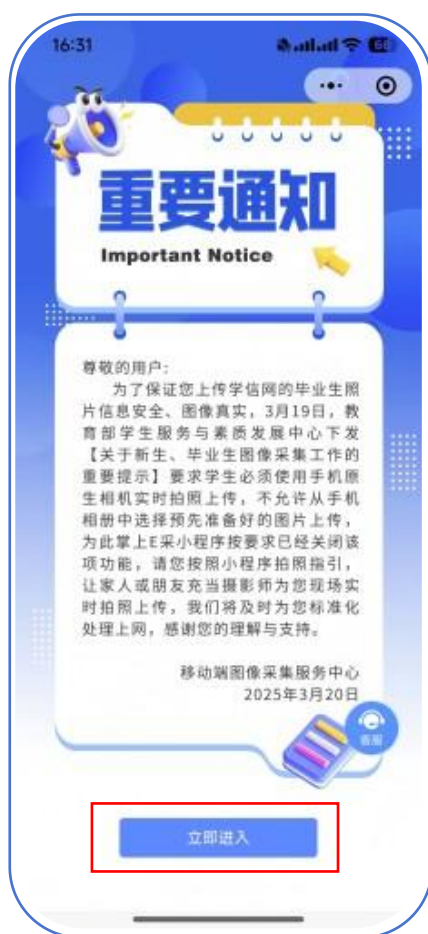 16:31
68
重要通知
Important Notice
尊敬的用户:
为了保证您上传学信网的毕业生照
片信息安全、图像真实，3月19日，教
育部学生服务与素质发展中心下发
【关于新生、毕业生图像采集工作的
重要提示】要求学生必须使用手机原
生相机实时拍照上传，不允许从手机
相册中选择预先准备好的图片上传，
为此掌上E采小程序按要求已经关闭该
项功能，请您按照小程序拍照指引，
让家人或朋友充当摄影师为您现场实
时拍照上传，我们将及时为您标准化
处理上网，感谢您的理解与支持。
移动端图像采集服务中心
2025年3月20日
客服
立即进入